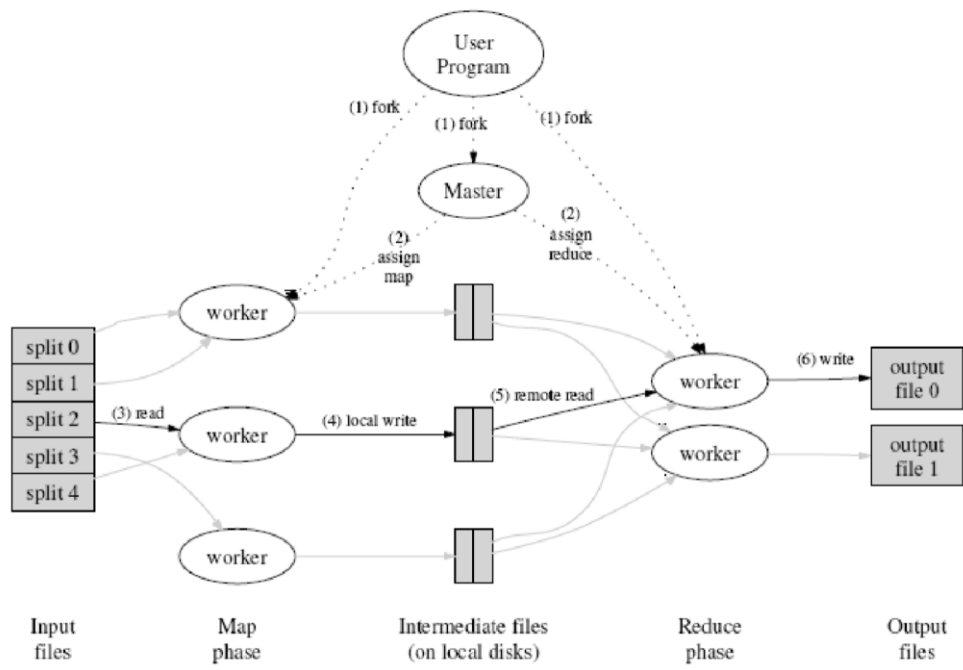 User
Program
(1) fork
(1) fork
(1) fork
Master
(2)
assign
map
(2)
assign
reduce
worker
split 0
split 1
split 2
split 3
split 4
(3) read
worker
(4) local write
(5) remote read
worker
(6) write
output
file 0
worker
output
file 1
worker
Input
files
Map
phase
Intermediate files
(on local disks)
Reduce
phase
Output
files